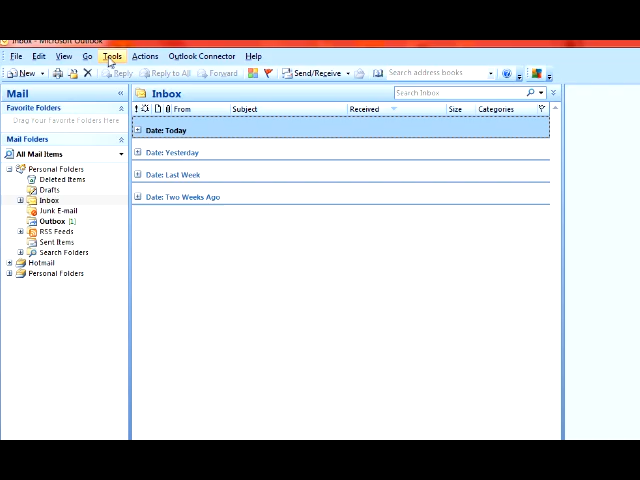 Inbox - Microsoft Outlook
File Edit View Go Tools Actions Outlook Connector Help
New Reply Reply to All Forward Send/Receive Search address books
Mail «
Favorite Folders
Drag Your Favorite Folders Here
Mail Folders
All Mail Items
Personal Folders
Deleted Items
Drafts
Inbox
Junk E-mail
Outbox [1]
RSS Feeds
Sent Items
Search Folders
Hotmail
Personal Folders
Inbox Search Inbox
! From Subject Received Size Categories
Date: Today
Date: Yesterday
Date: Last Week
Date: Two Weeks Ago